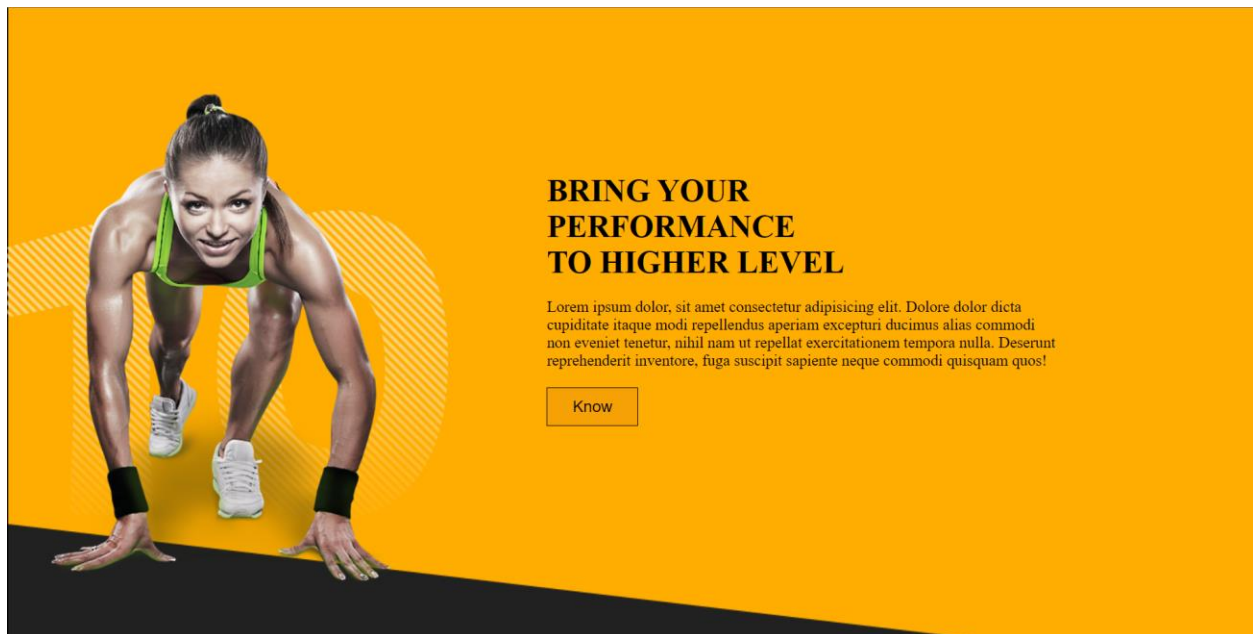 10
BRING YOUR
PERFORMANCE
TO HIGHER LEVEL
Lorem ipsum dolor, sit amet consectetur adipisicing elit. Dolore dolor dicta
cupiditate itaque modi repellendus aperiam excepturi ducimus alias commodi
non eveniet tenetur, nihil nam ut repellat exercitationem tempora nulla. Deserunt
reprehenderit inventore, fuga suscipit sapiente neque commodi quisquam quos!
Know